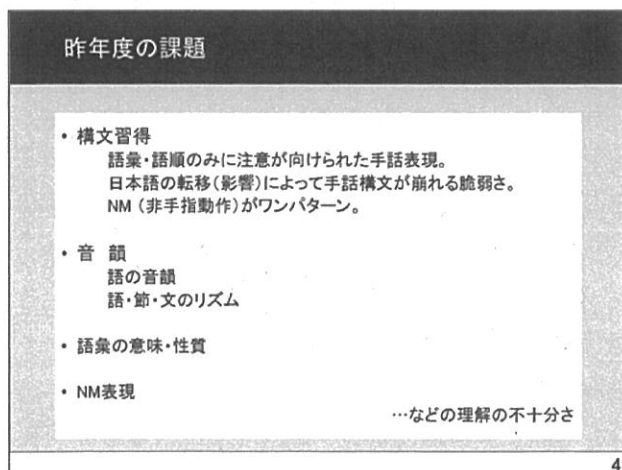 昨年度の課題
• 構文習得
語彙・語順のみに注意が向けられた手話表現。
日本語の転移(影響)によって手話構文が崩れる脆弱さ。
NM (非手指動作)がワンパターン。
• 音 韻
語の音韻
語・節・文のリズム
• 語彙の意味・性質
• NM表現
…などの理解の不十分さ
4